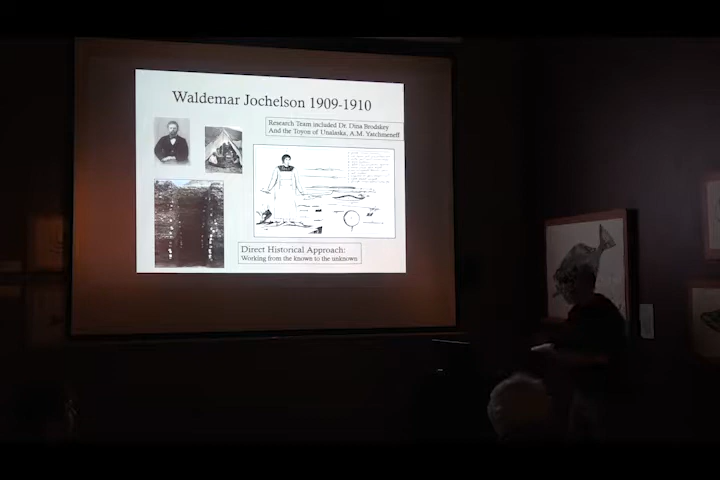 Waldemar Jochelson 1909-1910
Research Team included Dr. Dina Brodskey
And the Toyon of Unalaska, A.M. Yatchmeneff
Direct Historical Approach:
Working from the known to the unknown